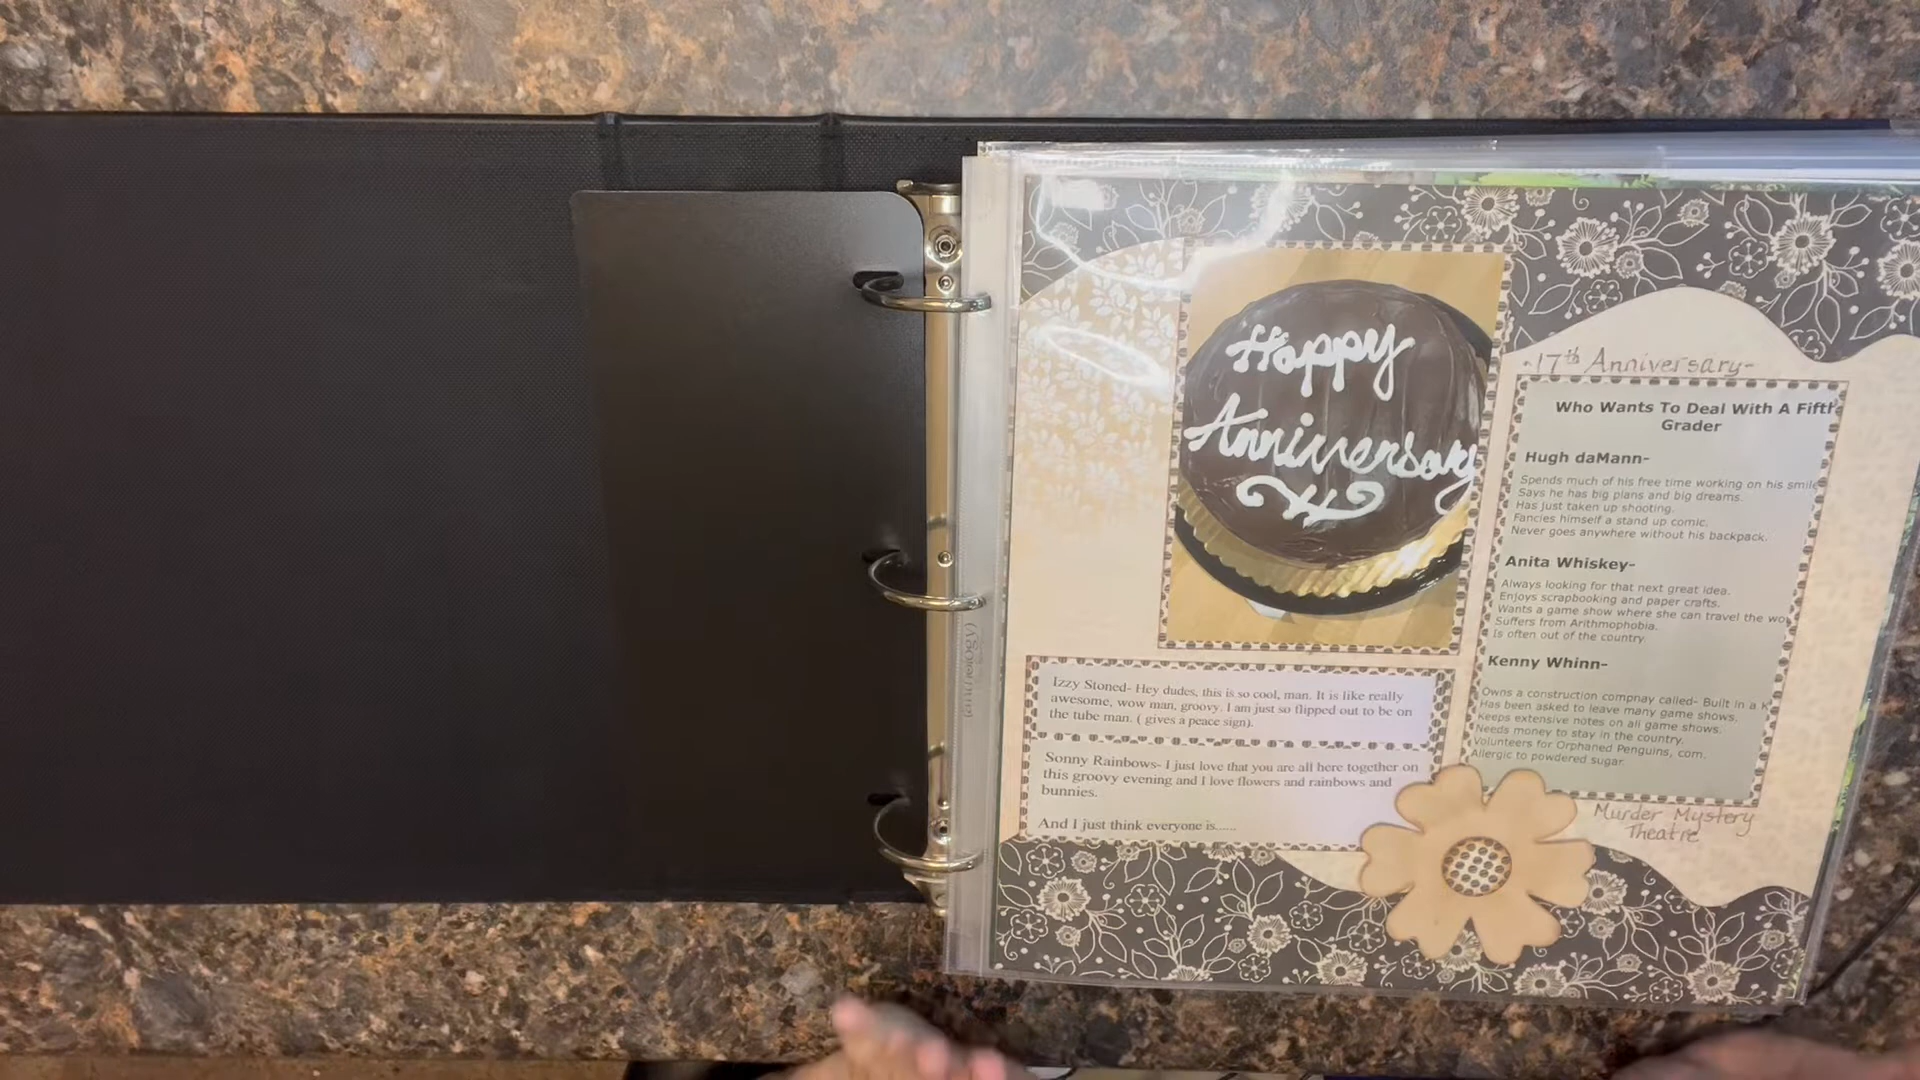 Happy
Anniversary
17th Anniversary-
Who Wants To Deal With A Fifth
Grader
Hugh daMann-
Spends much of his free time working on his smile
Says he has big plans and big dreams.
Has just taken up shooting.
Fancies himself a stand up comic.
Never goes anywhere without his backpack.
Anita Whiskey-
Always looking for that next great idea.
Enjoys scrapbooking and paper crafts.
Wants a game show where she can travel the wo
Suffers from Arithmophobia.
Is often out of the country.
Kenny Whinn-
Owns a construction compnay called- Built in a
Has been asked to leave many game shows.
Keeps extensive notes on all game shows.
Needs money to stay in the country.
Volunteers for Orphaned Penguins, com.
Allergic to powdered sugar.
Murder Mystery
Theatre
Izzy Stoned- Hey dudes, this is so cool, man. It is like really
awesome, wow man, groovy. I am just so flipped out to be on
the tube man. ( gives a peace sign).
Sonny Rainbows- I just love that you are all here together on
this groovy evening and I love flowers and rainbows and
bunnies.
And I just think everyone is......